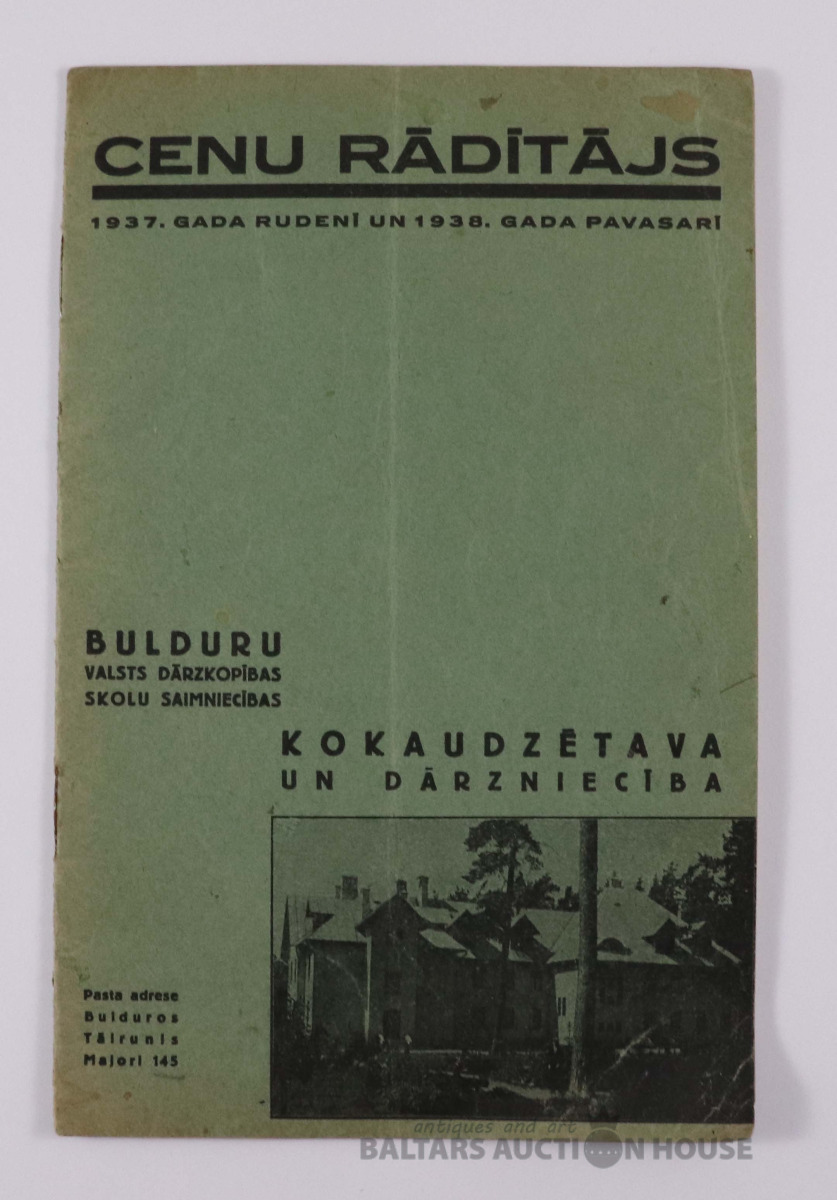 CENU RĀDĪTĀJS
1937. GADA RUDENĪ UN 1938. GADA PAVASARĪ
BULDURU
VALSTS DĀRZKOPĪBAS
SKOLU SAIMNIECĪBAS
KOKAUDZĒTAVA
UN DĀRZNIECĪBA
Pasta adrese
Bulduros
Tālrunis
Majori 145
antiques and art
BALTARS AUCTION HOUSE